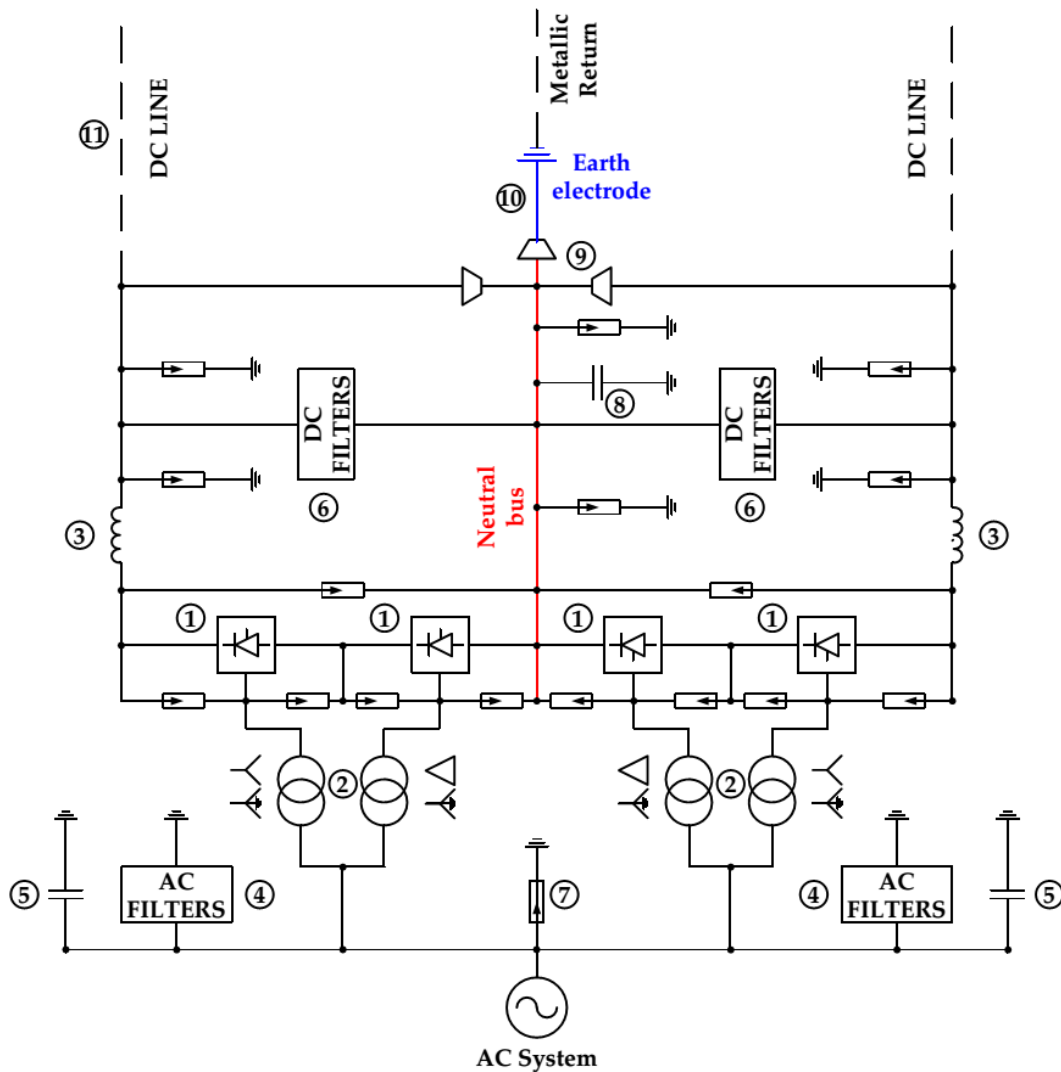 Metallic
Return
DC LINE
DC LINE
⑪
Earth
electrode
⑩
⑨
DC
FILTERS
⑧
DC
FILTERS
⑥
⑥
Neutral
bus
③
③
①
①
①
①
②
②
⑤
AC
FILTERS
④
⑦
④
AC
FILTERS
⑤
AC System